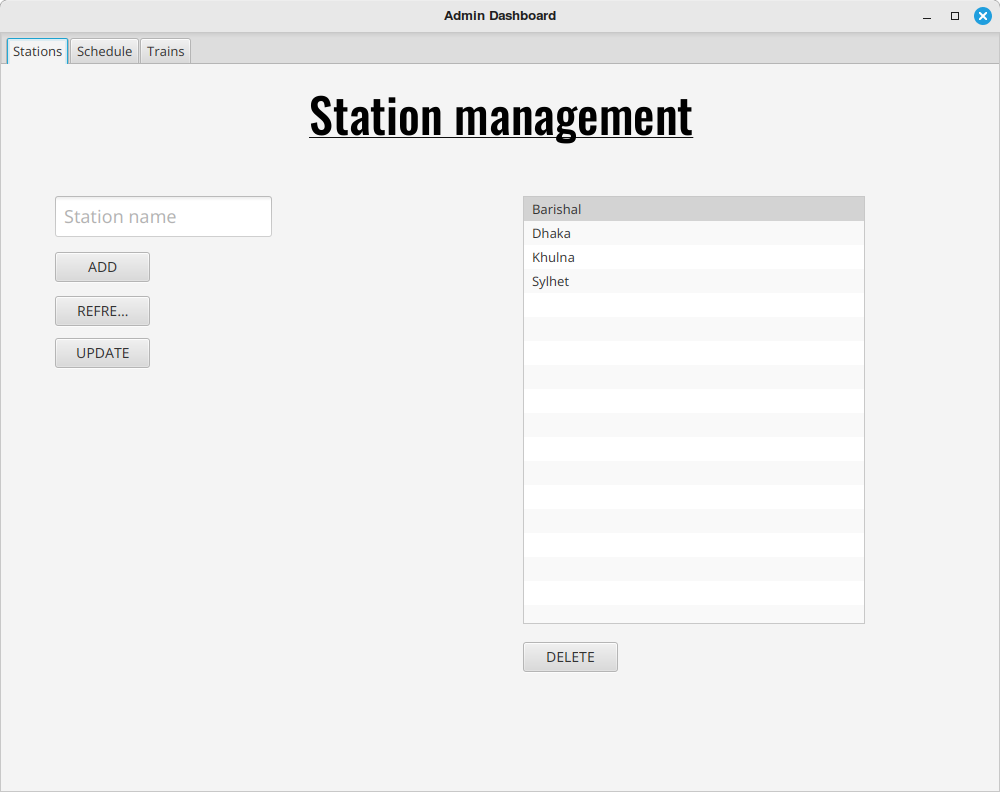 Admin Dashboard
Stations Schedule Trains
Station management
Station name
ADD
REFRE...
UPDATE
Barishal
Dhaka
Khulna
Sylhet
DELETE